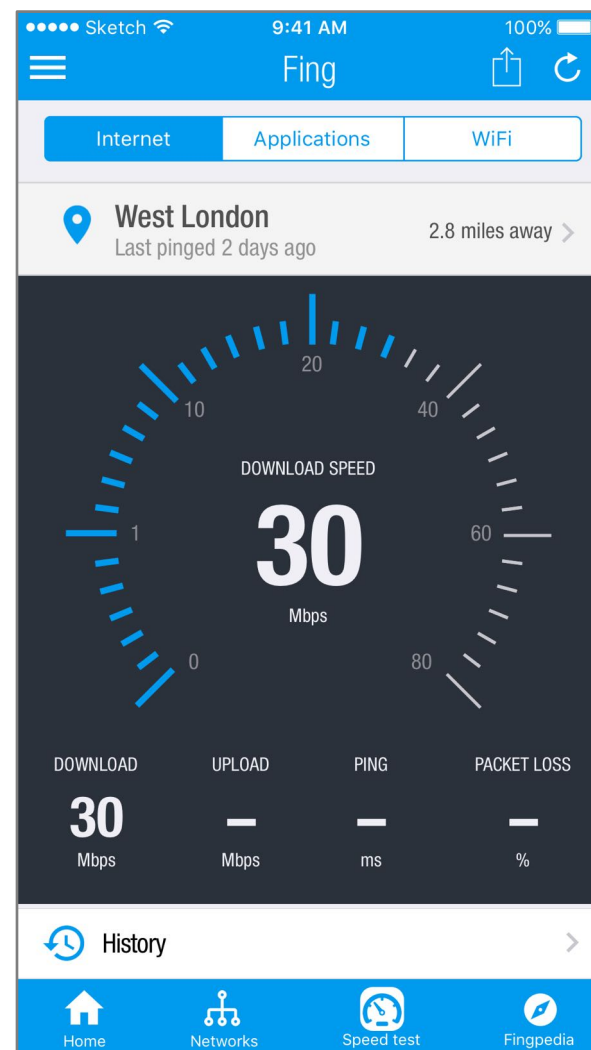 Sketch 9:41 AM 100%
Fing
Internet Applications WiFi
West London
Last pinged 2 days ago
2.8 miles away
20
10 40
DOWNLOAD SPEED
30
Mbps
1 60
0 80
DOWNLOAD UPLOAD PING PACKET LOSS
30 – – –
Mbps Mbps ms %
History
Home Networks Speed test Fingpedia